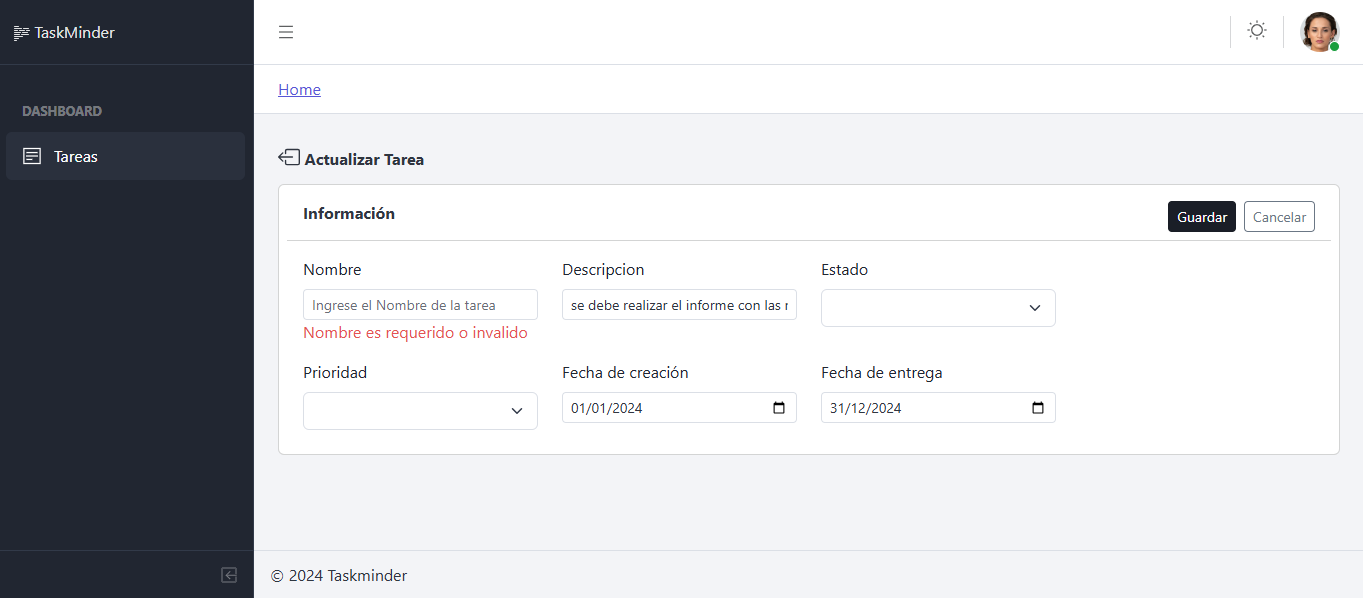 TaskMinder
Home
DASHBOARD
Tareas
Actualizar Tarea
Información
Guardar
Cancelar
Nombre
Descripcion
Estado
Ingrese el Nombre de la tarea
se debe realizar el informe con las
Nombre es requerido o invalido
Prioridad
Fecha de creación
Fecha de entrega
01/01/2024
31/12/2024
© 2024 Taskminder